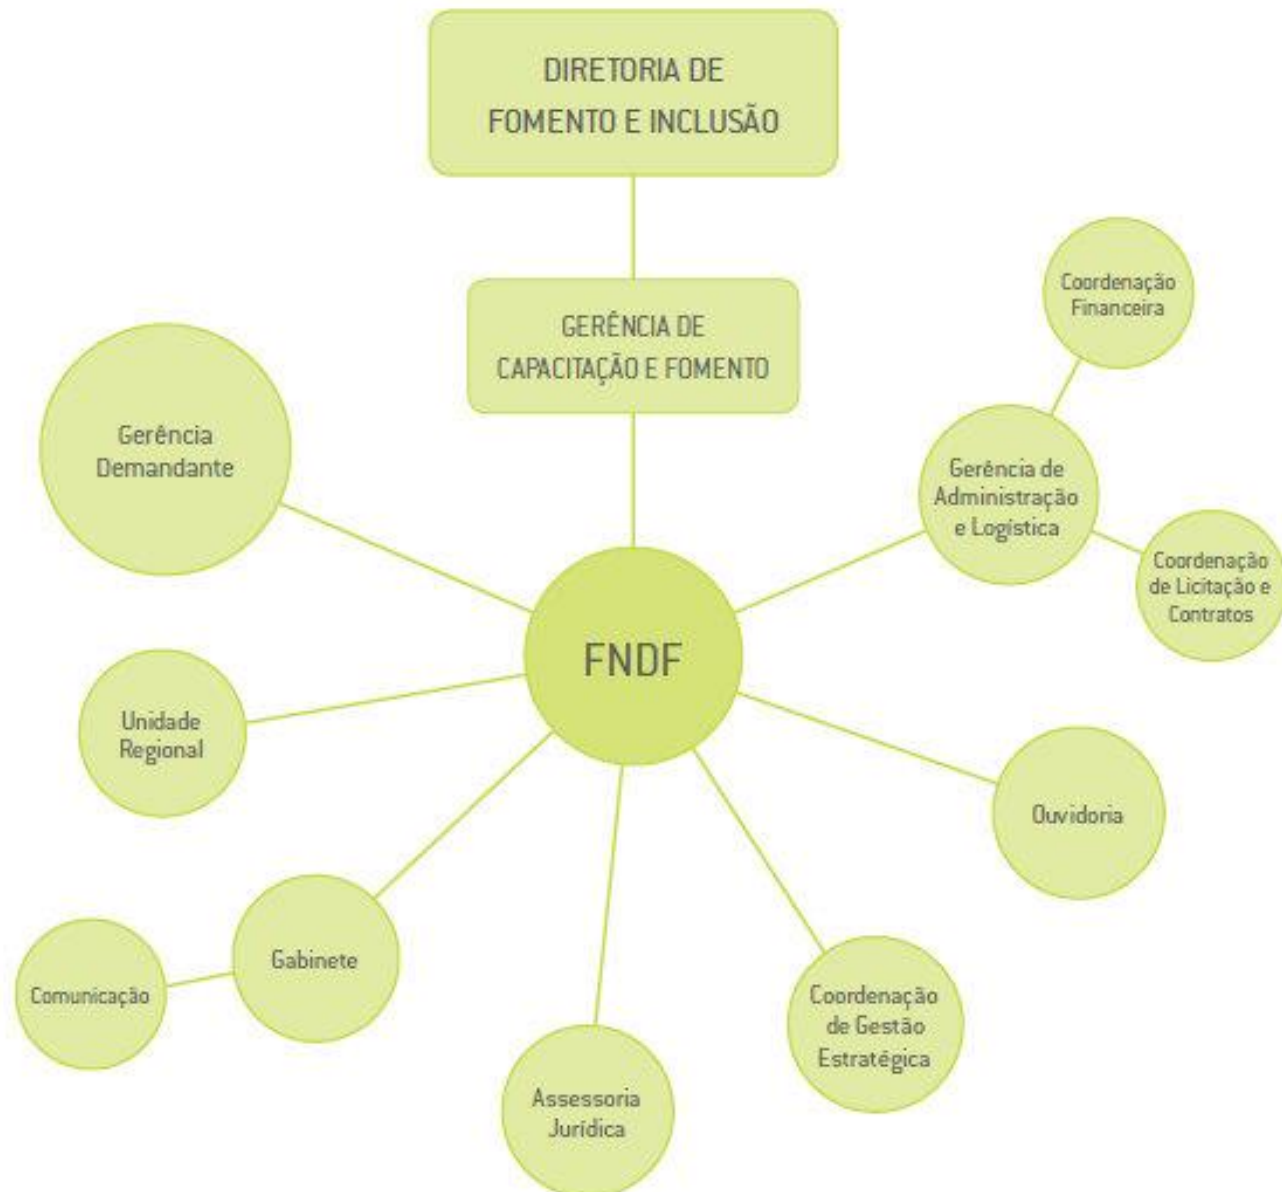 DIRETORIA DE
FOMENTO E INCLUSÃO
GERÊNCIA DE
CAPACITAÇÃO E FOMENTO
Coordenação
Financeira
Gerência
Demandante
Gerência de
Administração
e Logística
Coordenação
de Licitação e
Contratos
FNDF
Unidade
Regional
Ouvidoria
Gabinete
Comunicação
Coordenação
de Gestão
Estratégica
Assessoria
Jurídica